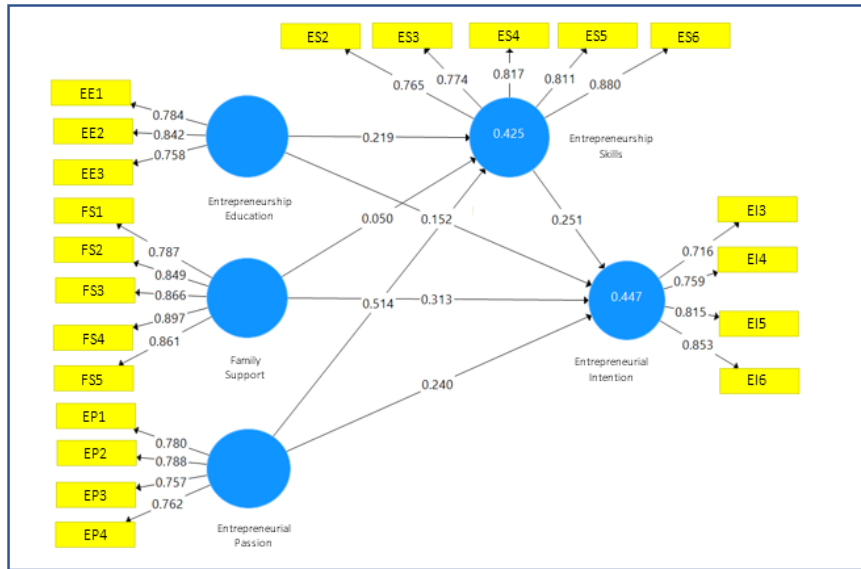 ES2
ES3
ES4
ES5
ES6
0.765
0.774
0.817
0.811
0.880
EE1
EE2
EE3
0.784
0.842
0.758
Entrepreneurship
Education
0.219
0.425
Entrepreneurship
Skills
FS1
FS2
FS3
FS4
FS5
0.787
0.849
0.866
0.897
0.861
Family
Support
0.050
0.152
0.251
0.514
0.313
0.240
0.447
Entrepreneurial
Intention
EI3
EI4
EI5
EI6
0.716
0.759
0.815
0.853
EP1
EP2
EP3
EP4
0.780
0.788
0.757
0.762
Entrepreneurial
Passion